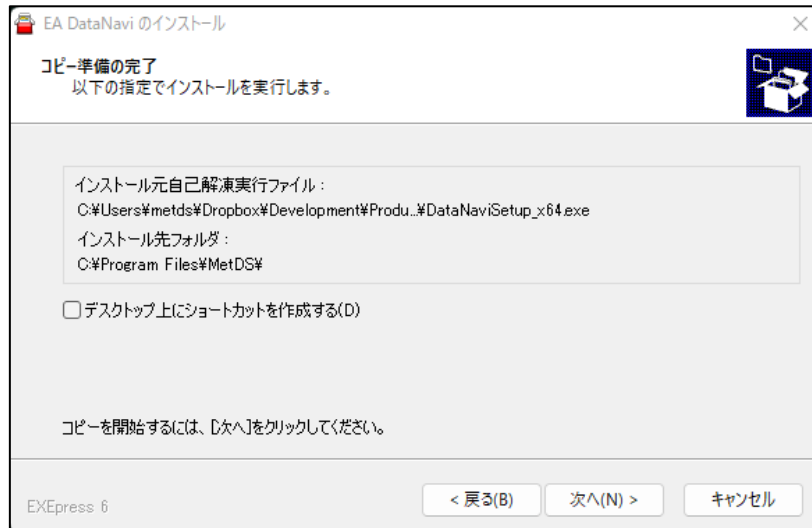 EA DataNavi のインストール
コピー準備の完了
以下の指定でインストールを実行します。
インストール元自己解凍実行ファイル：
C:¥Users¥metds¥Dropbox¥Development¥Produ...¥DataNaviSetup_x64.exe
インストール先フォルダ：
C:¥Program Files¥MetDS¥
デスクトップ上にショートカットを作成する(D)
コピーを開始するには、[次へ]をクリックしてください。
EXEpress 6
< 戻る(B)
次へ(N) >
キャンセル